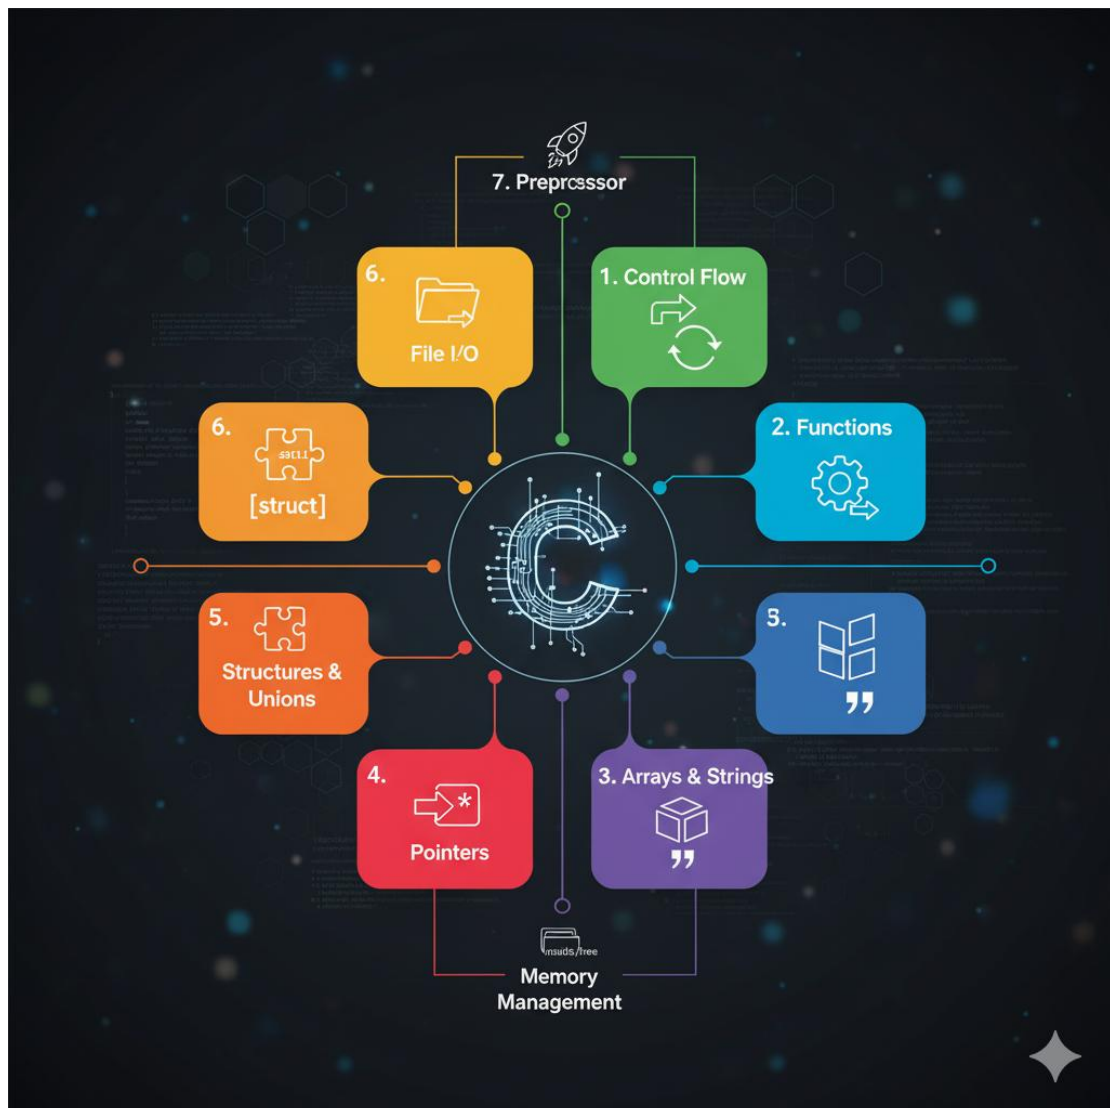 7. Preprcssor
6.
File I/O
1. Control Flow
6.
[struct]
2. Functions
C
5.
Structures &
Unions
5.
4.
Pointers
3. Arrays & Strings
Memory
Management